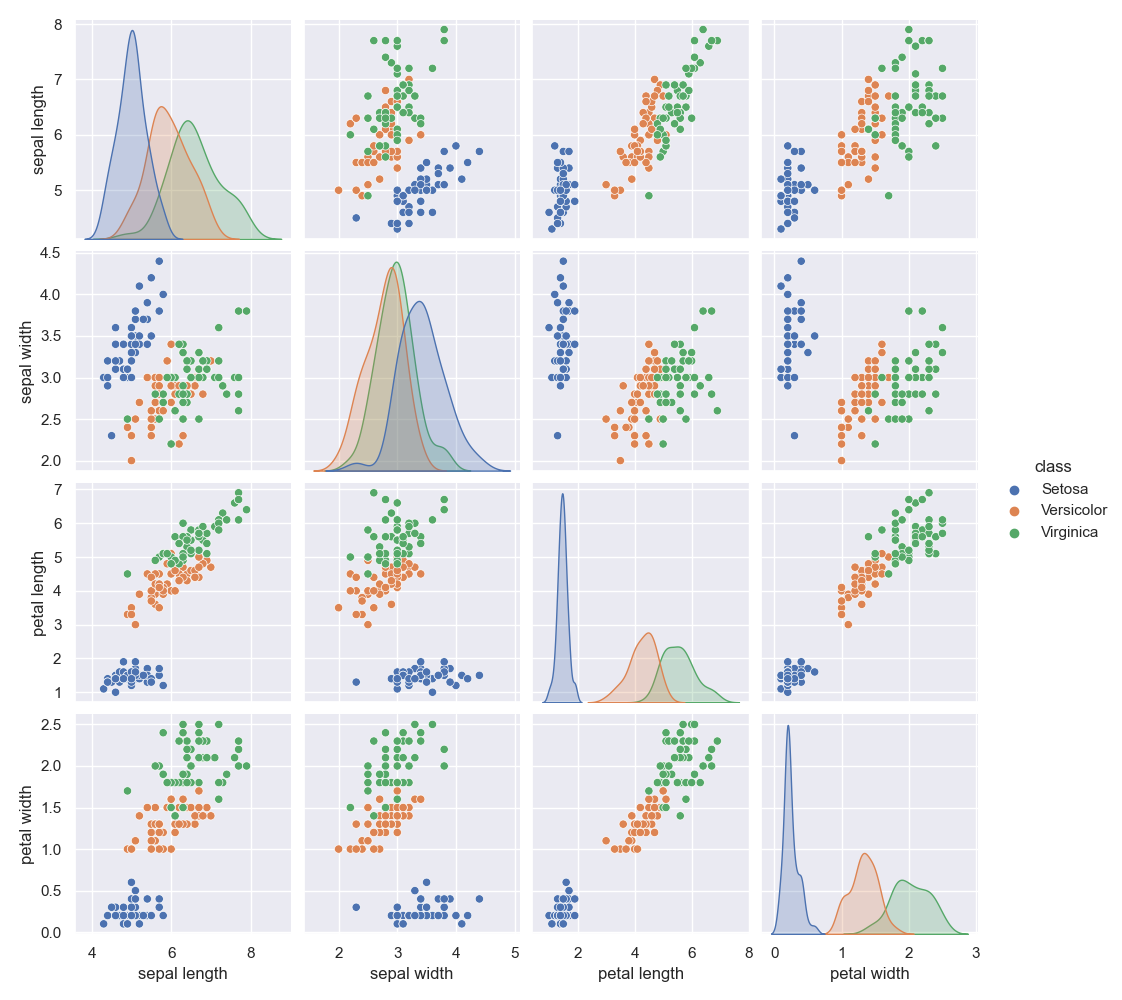 8
7
6
5
sepal length
4.5
4.0
3.5
3.0
2.5
2.0
sepal width
7
6
5
4
3
2
1
petal length
2.5
2.0
1.5
1.0
0.5
0.0
petal width
4 6 8
sepal length
2 3 4 5
sepal width
2 4 6 8
petal length
0 1 2 3
petal width
class
Setosa
Versicolor
Virginica